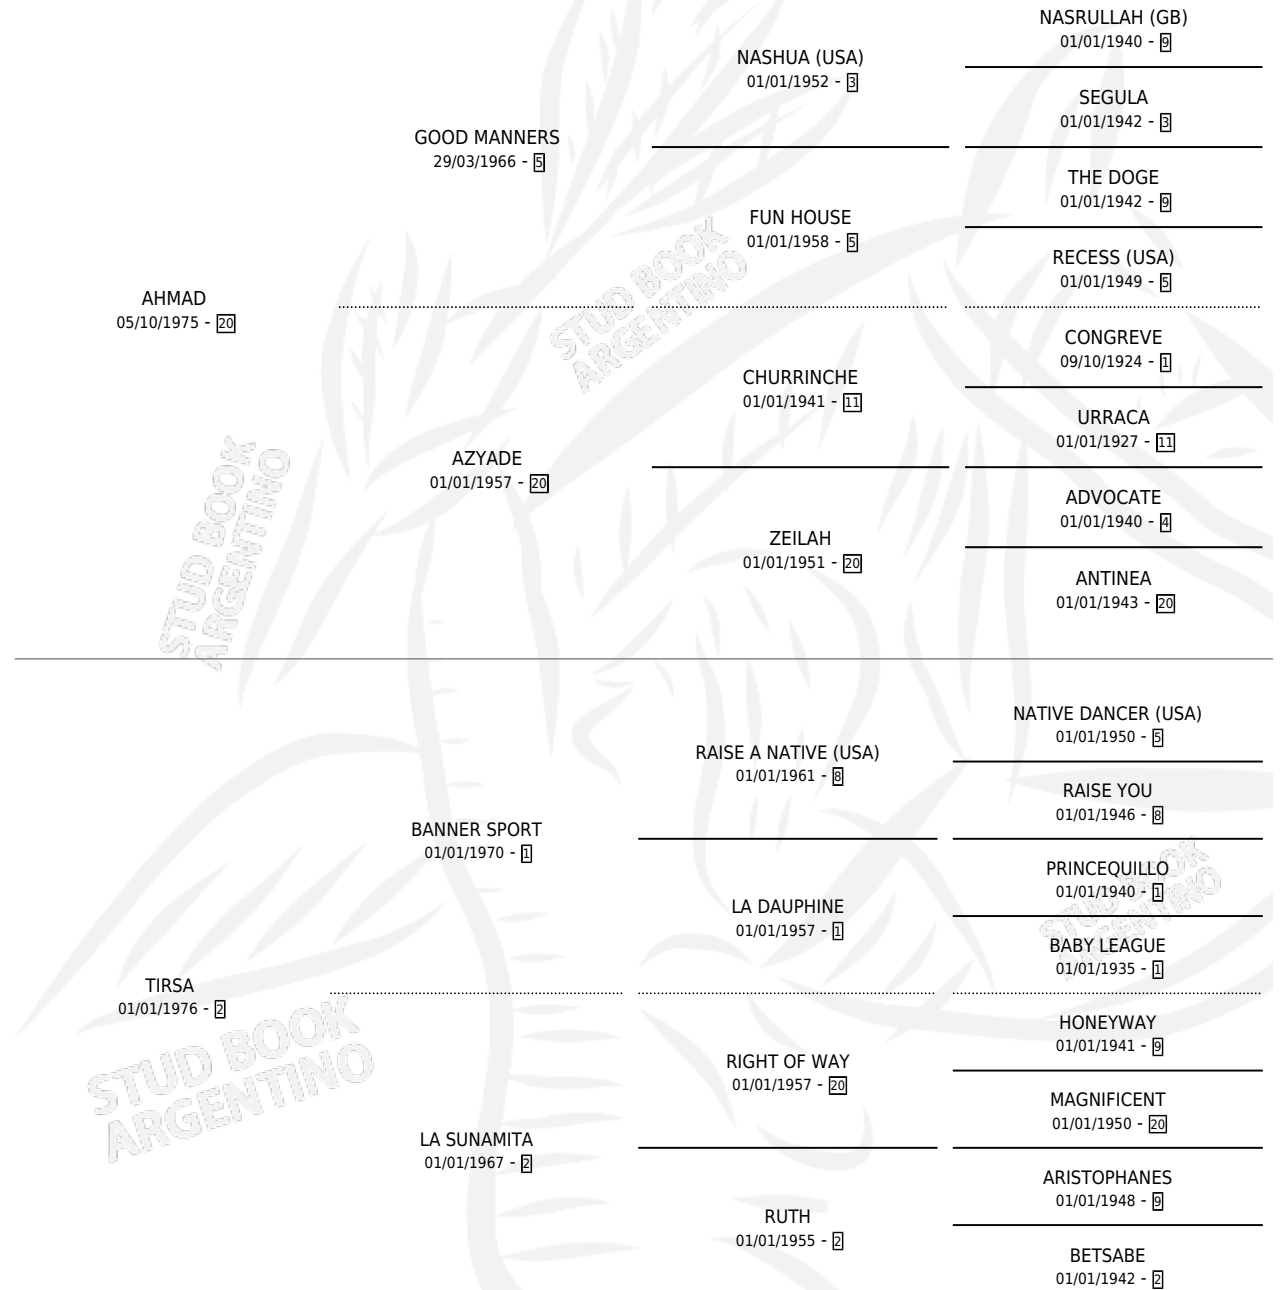 NASRULLAH (GB)
01/01/1940 - 9
NASHUA (USA)
01/01/1952 - 3
SEGULA
01/01/1942 - 3
GOOD MANNERS
29/03/1966 - 5
THE DOGE
01/01/1942 - 9
FUN HOUSE
01/01/1958 - 5
RECESS (USA)
01/01/1949 - 5
AHMAD
05/10/1975 - 20
CONGREVE
09/10/1924 - 1
CHURRINCHE
01/01/1941 - 11
URRACA
01/01/1927 - 11
AZYADE
01/01/1957 - 20
ADVOCATE
01/01/1940 - 4
ZEILAH
01/01/1951 - 20
ANTINEA
01/01/1943 - 20
STUD BOOK
ARGENTINO
STUD BOOK
ARGENTINO
NATIVE DANCER (USA)
01/01/1950 - 5
RAISE A NATIVE (USA)
01/01/1961 - 8
RAISE YOU
01/01/1946 - 8
BANNER SPORT
01/01/1970 - 1
PRINCEQUILLO
01/01/1940 - 1
LA DAUPHINE
01/01/1957 - 1
BABY LEAGUE
01/01/1935 - 1
TIRSA
01/01/1976 - 2
HONEYWAY
01/01/1941 - 9
RIGHT OF WAY
01/01/1957 - 20
MAGNIFICENT
01/01/1950 - 20
LA SUNAMITA
01/01/1967 - 2
ARISTOPHANES
01/01/1948 - 9
RUTH
01/01/1955 - 2
BETSABE
01/01/1942 - 2
STUD BOOK
ARGENTINO
STUD BOOK
ARGENTINO